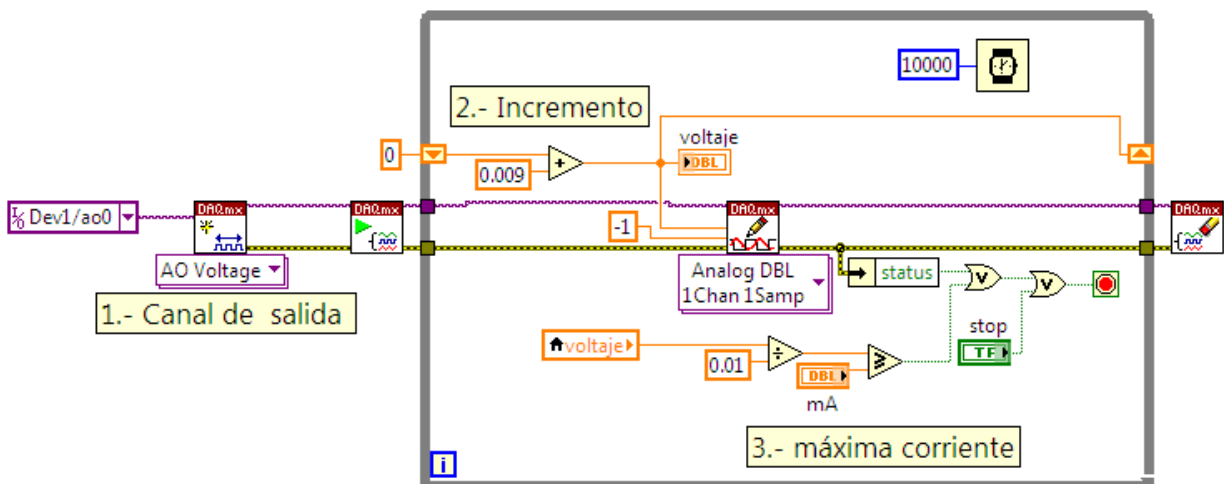 10000
2.- Incremento
voltaje
DBL
0
0.009
Dev1/ao0
DAQmx
DAQmx
DAQmx
DAQmx
-1
AO Voltage
Analog DBL
1Chan 1Samp
status
1.- Canal de salida
stop
TF
voltaje
0.01
DBL
mA
3.- máxima corriente
i